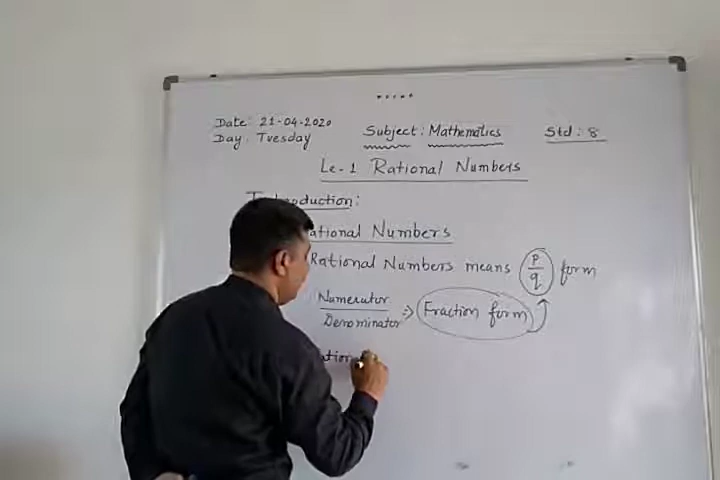 Date: 21-04-2020
Day: Tuesday
Subject: Mathematics
Std: 8
Le-1 Rational Numbers
Introduction:
ational Numbers
Rational Numbers means p/q form
Numerator
Denominator => Fraction form
ation